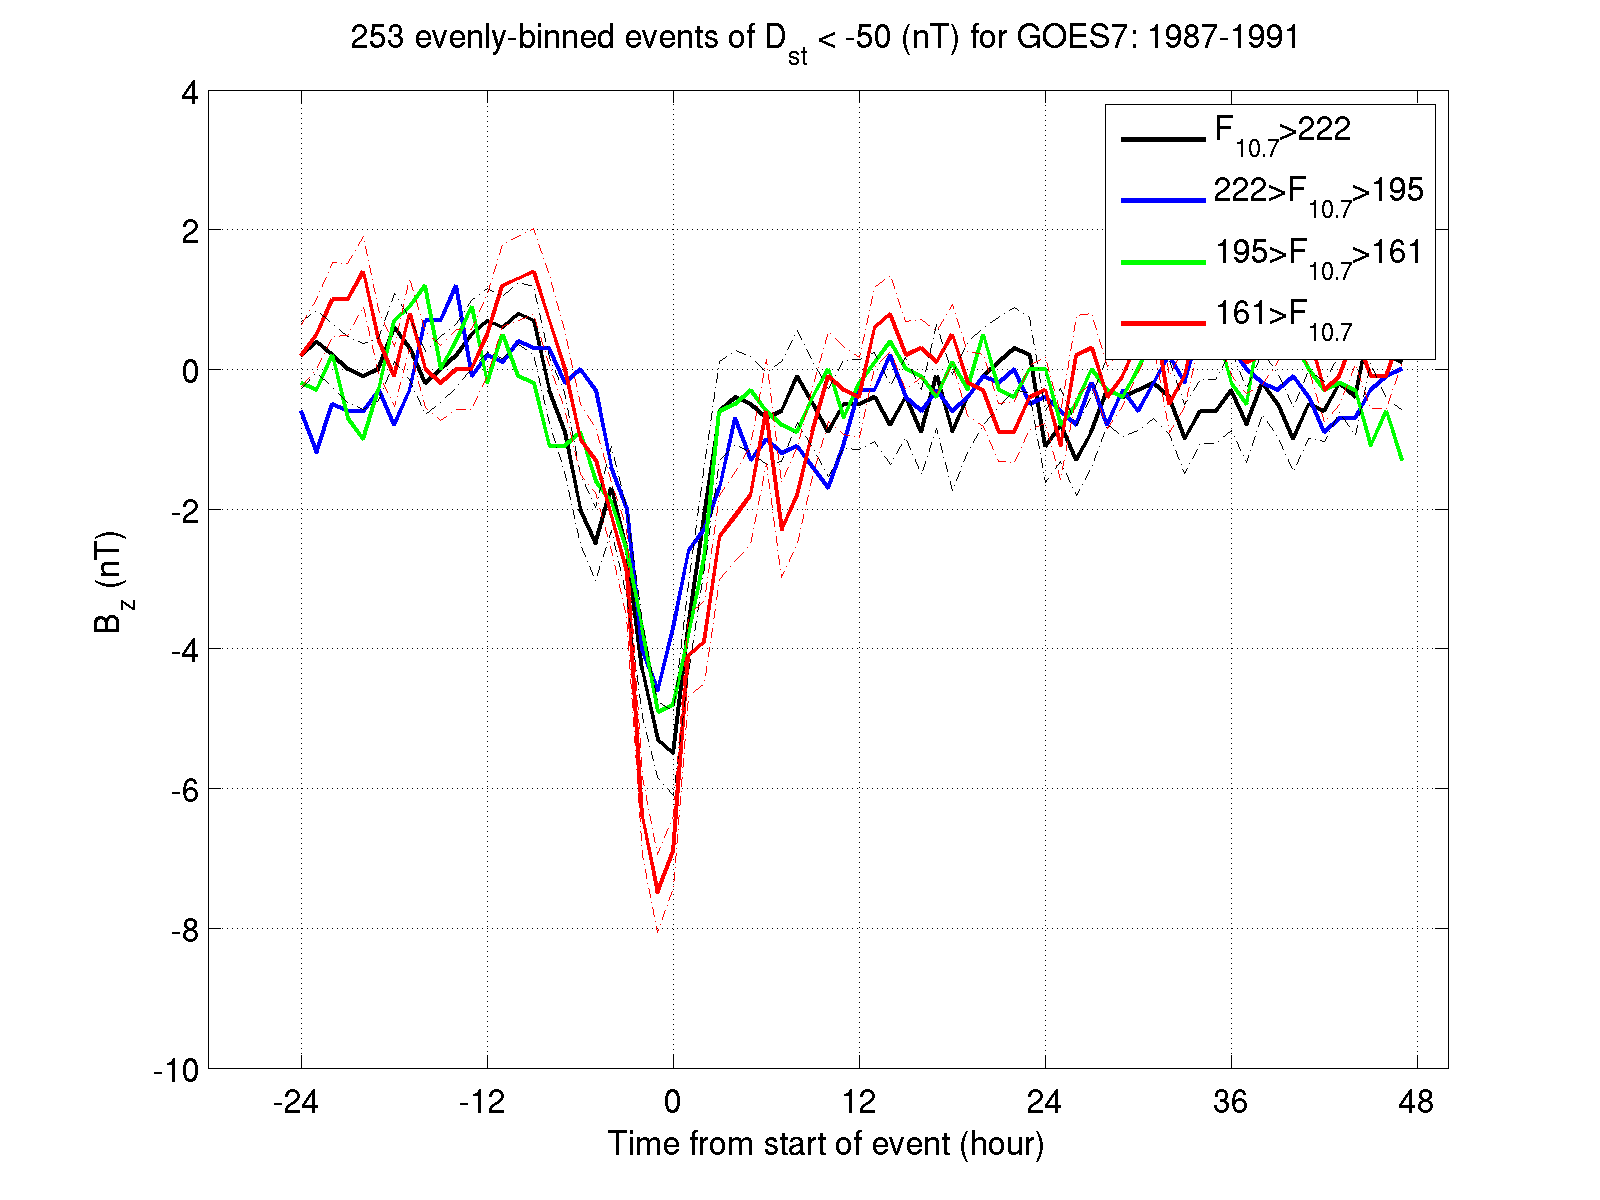 253 evenly-binned events of Dst < -50 (nT) for GOES7: 1987-1991
4
2
0
-2
-4
-6
-8
-10
Bz (nT)
F10.7>222
222>F10.7>195
195>F10.7>161
161>F10.7
-24 -12 0 12 24 36 48
Time from start of event (hour)